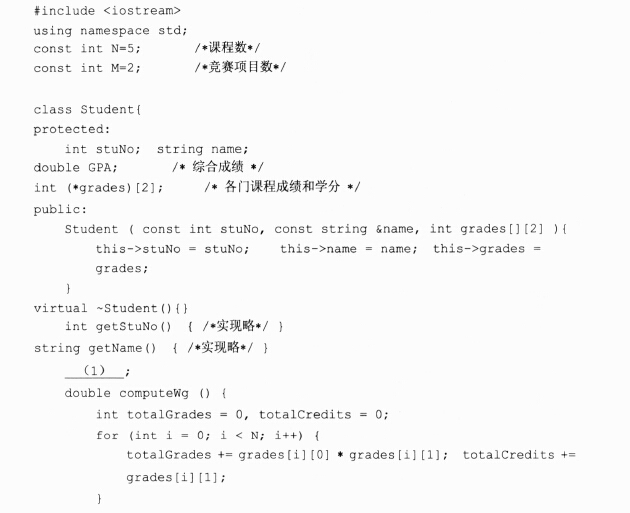 #include <iostream>
using namespace std;
const int N=5;        /*课程数*/
const int M=2;        /*竞赛项目数*/
class Student{
protected:
    int stuNo;  string name;
double GPA;        /* 综合成绩 */
int (*grades)[2];      /* 各门课程成绩和学分 */
public:
    Student ( const int stuNo, const string &name, int grades[][2] ){
        this->stuNo = stuNo;    this->name = name;  this->grades =
        grades;
    }
virtual ~Student(){}
    int getStuNo()  { /*实现略*/ }
string getName()  { /*实现略*/ }
    （1）;
    double computeWg () {
        int totalGrades = 0, totalCredits = 0;
        for (int i = 0; i < N; i++) {
            totalGrades += grades[i][0] * grades[i][1];  totalCredits +=
            grades[i][1];
        }